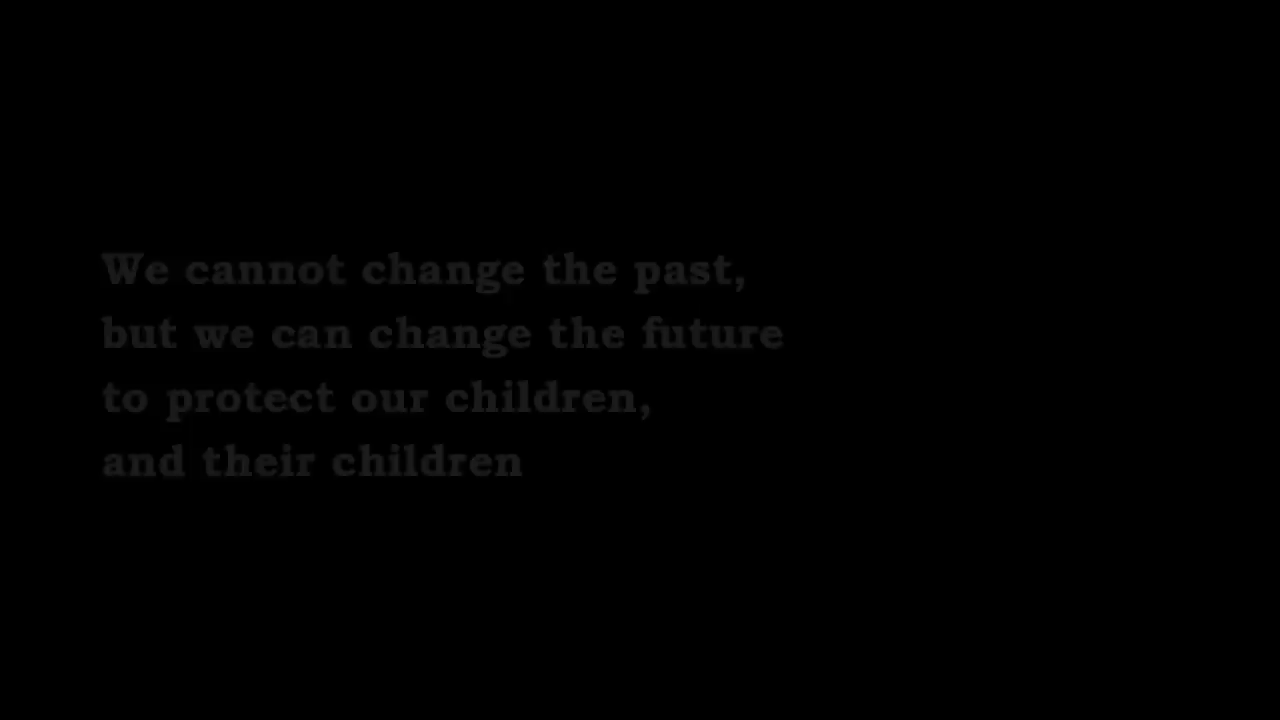 We cannot change the past,
but we can change the future
to protect our children,
and their children